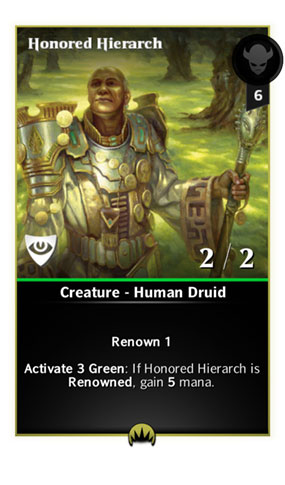 Honored Hierarch
6
2 / 2
Creature - Human Druid
Renown 1
Activate 3 Green: If Honored Hierarch is
Renowned, gain 5 mana.